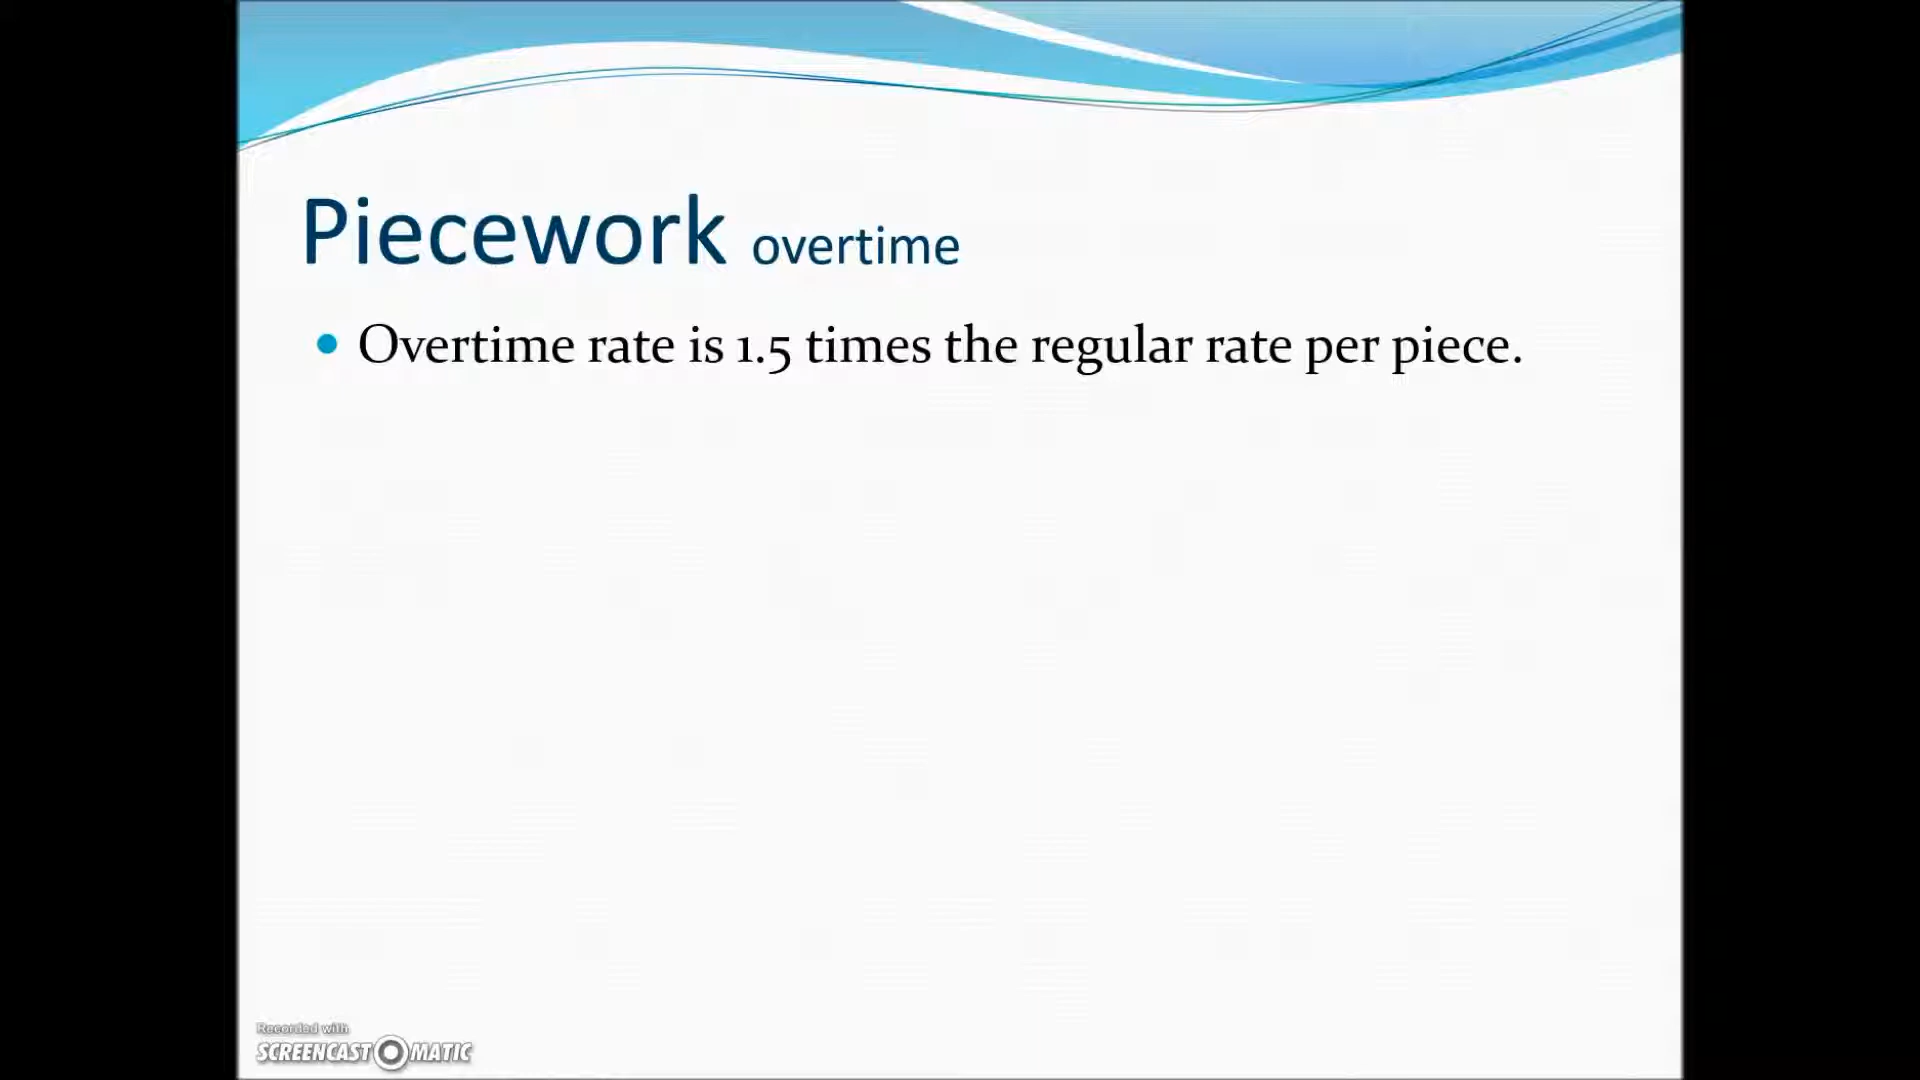 Piecework overtime
Overtime rate is 1.5 times the regular rate per piece.
Recorded with
SCREENCAST MATIC